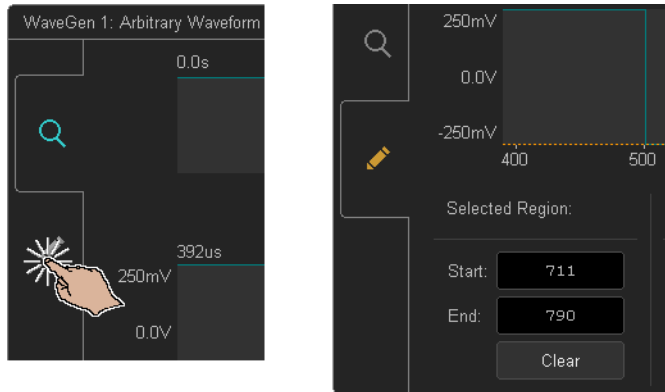 WaveGen 1: Arbitrary Waveform
0.0s
392us
250mV
0.0V
250mV
0.0V
-250mV
400 500
Selected Region:
Start: 711
End: 790
Clear